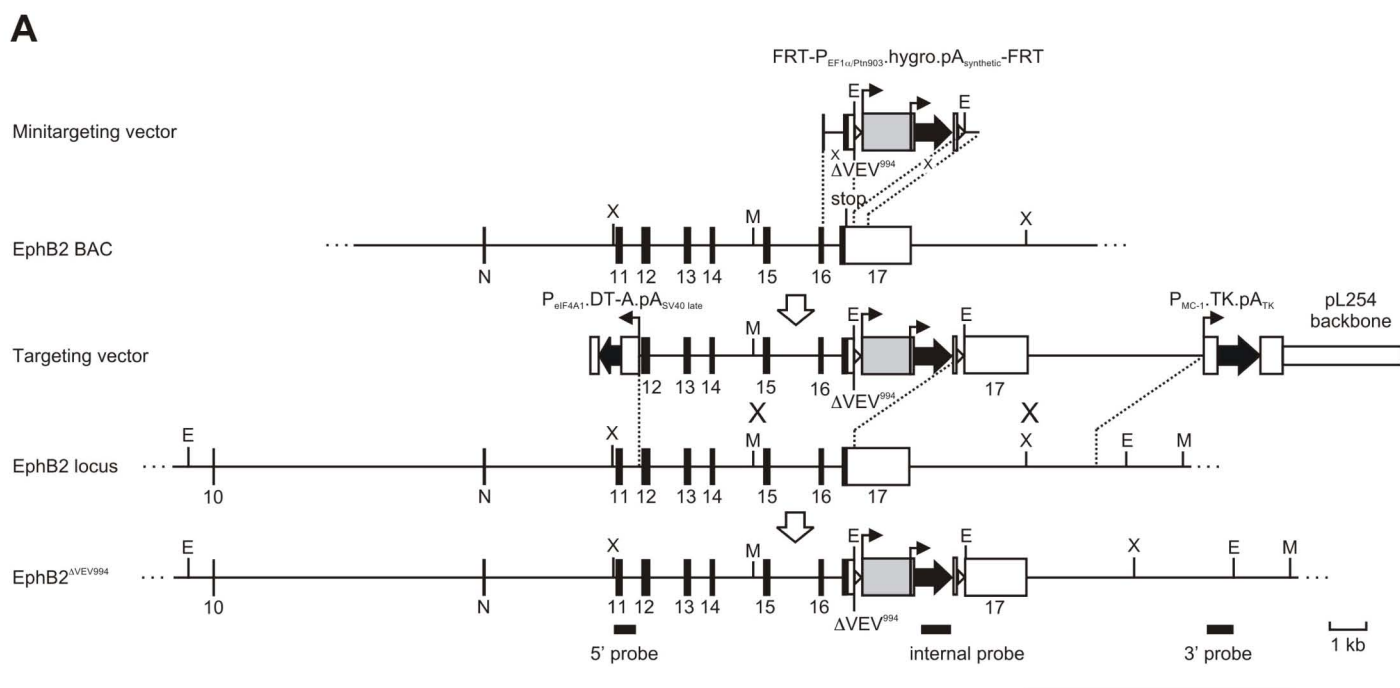 A
FRT-PEF1α/Ptn903.hygro.pAsynthetic-FRT
E E
Minitargeting vector
X X
ΔVEV994
stop
X M X
EphB2 BAC
N 11 12 13 14 15 16 17
PeIF4A1.DT-A.pASV40 late PMC-1.TK.pATK pL254
backbone
M E E
Targeting vector
12 13 14 15 16 17
ΔVEV994
X X
E X M X E M
EphB2 locus
10 N 11 12 13 14 15 16 17
E X M E E X E M
EphB2ΔVEV994
10 N 11 12 13 14 15 16 17
ΔVEV994
5' probe internal probe 3' probe 1 kb